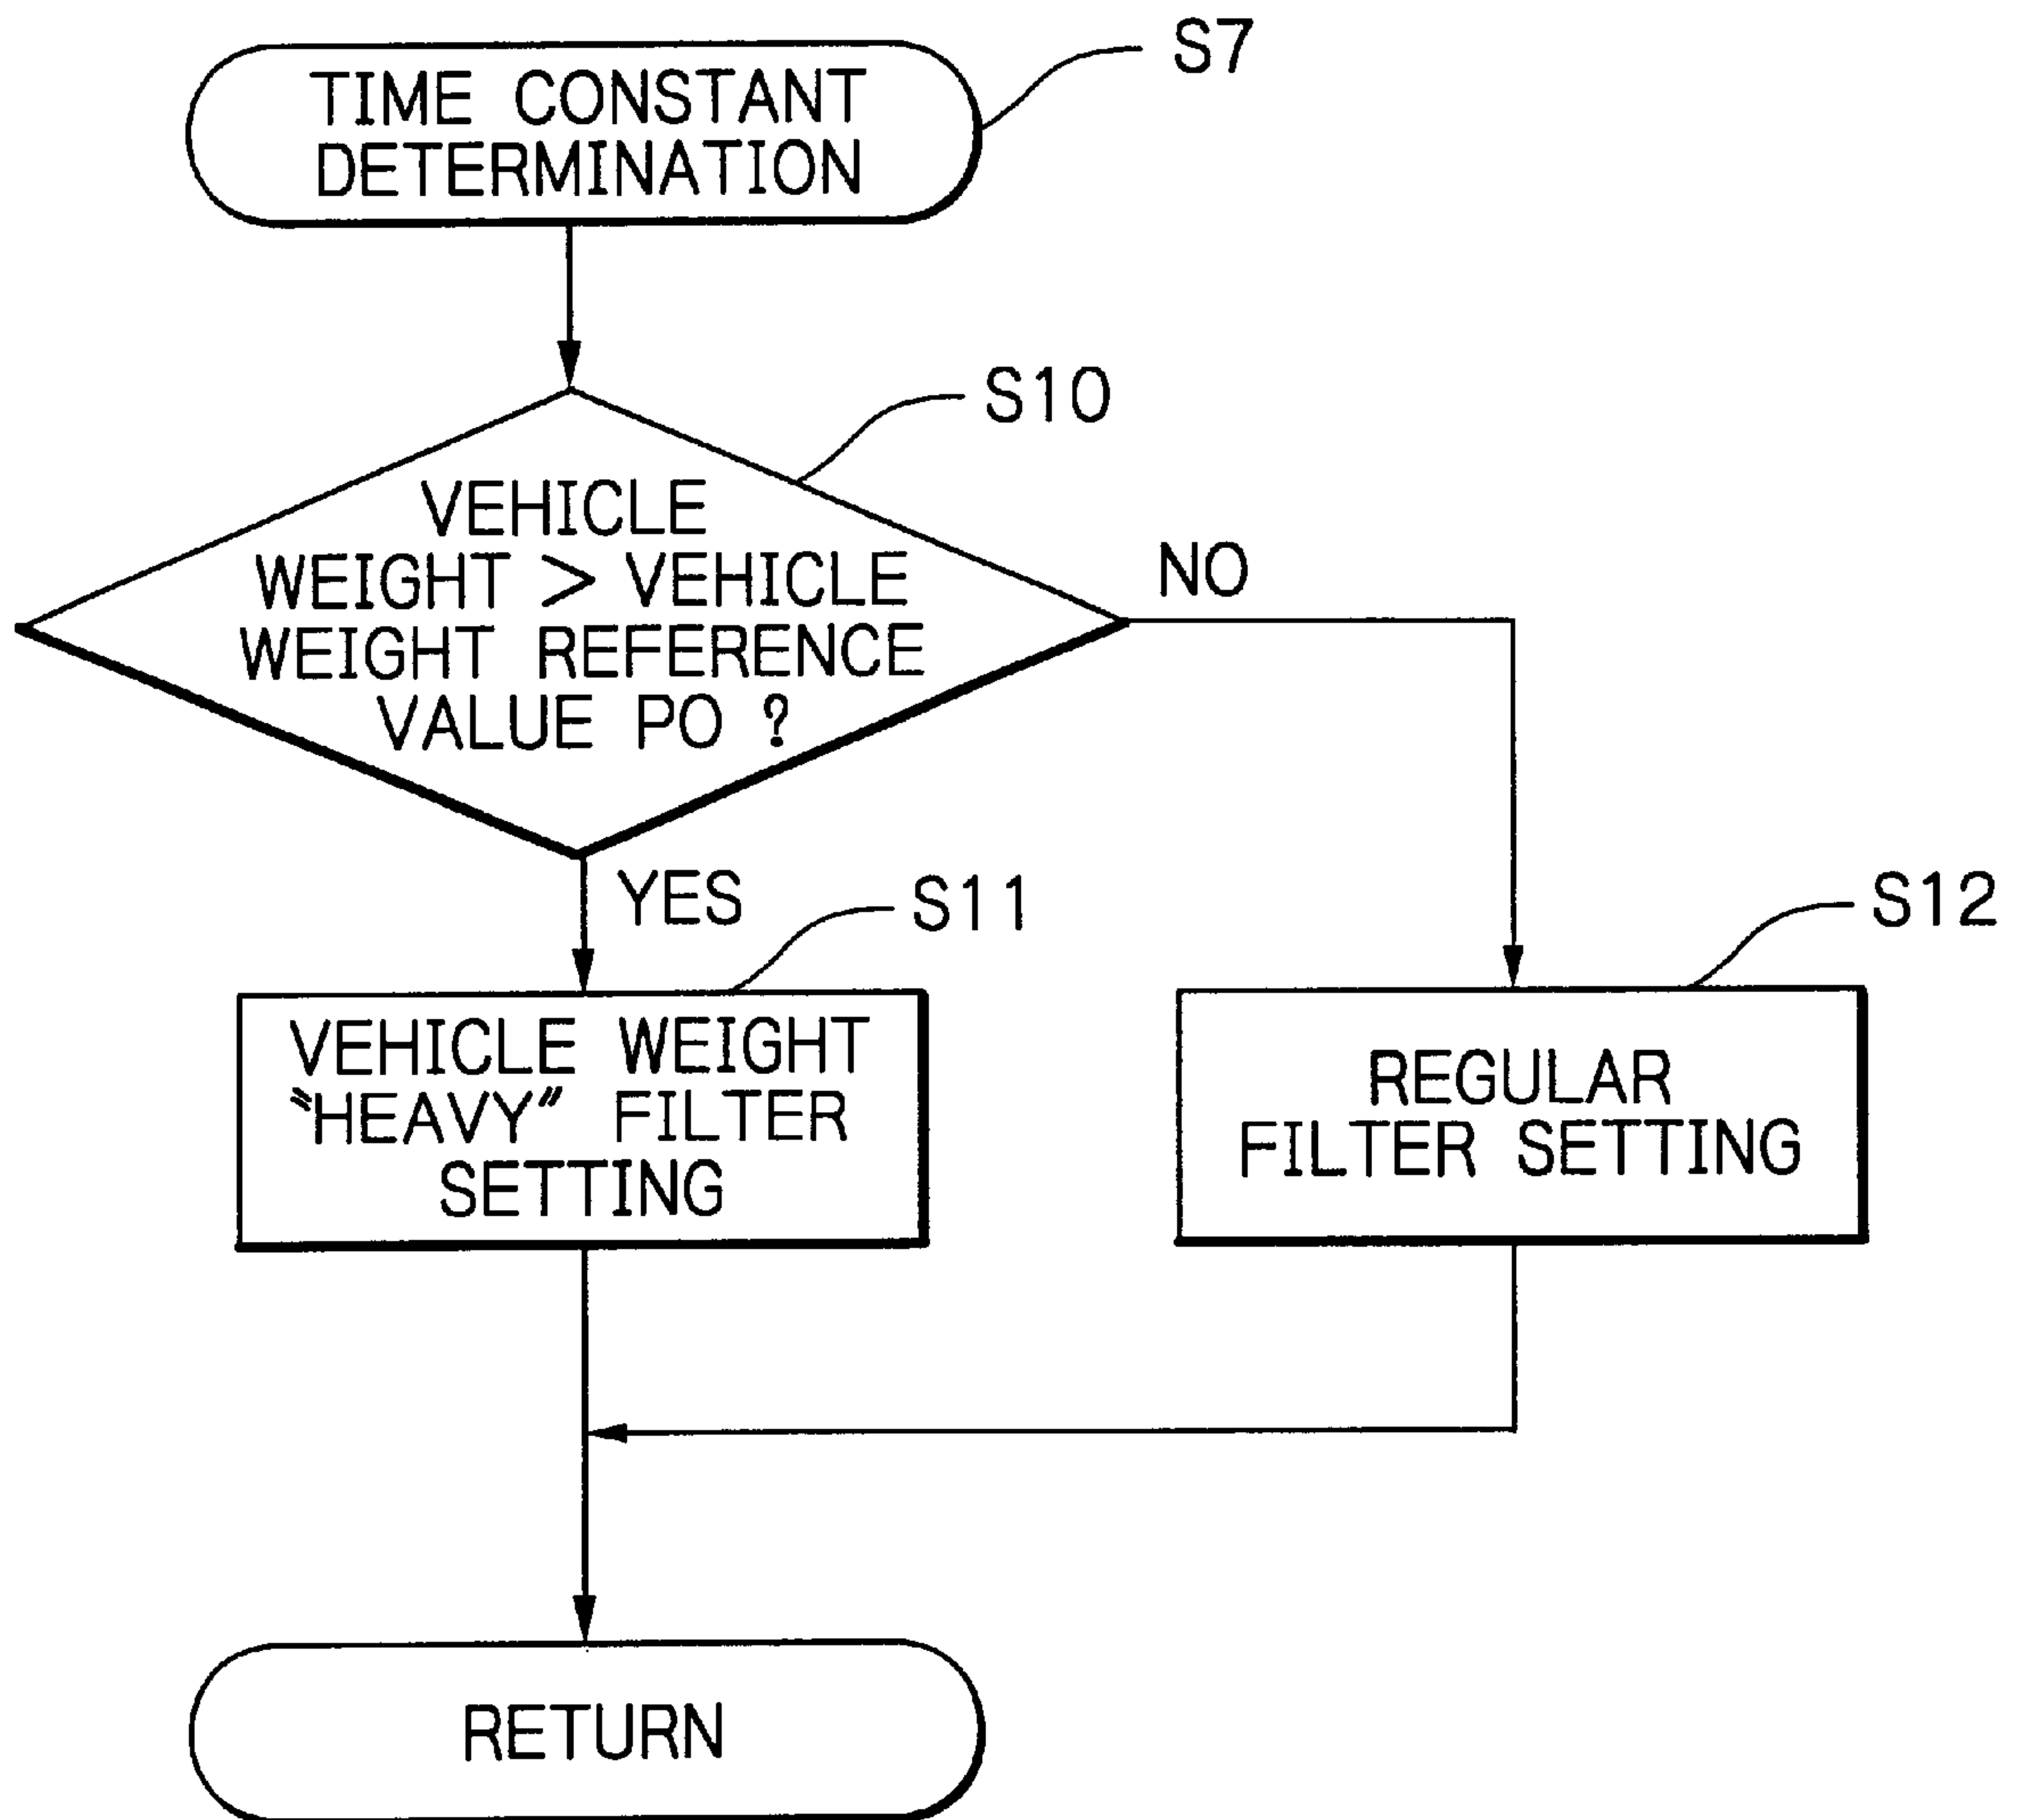 S7
TIME CONSTANT
DETERMINATION
S10
VEHICLE
WEIGHT > VEHICLE
WEIGHT REFERENCE
VALUE PO ?
NO
YES
S11
S12
VEHICLE WEIGHT
"HEAVY" FILTER
SETTING
REGULAR
FILTER SETTING
RETURN